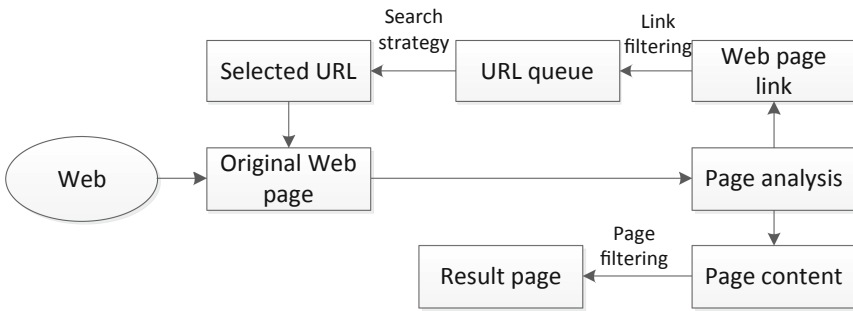 Search
strategy
Link
filtering
Selected URL
URL queue
Web page
link
Web
Original Web
page
Page analysis
Page
filtering
Result page
Page content